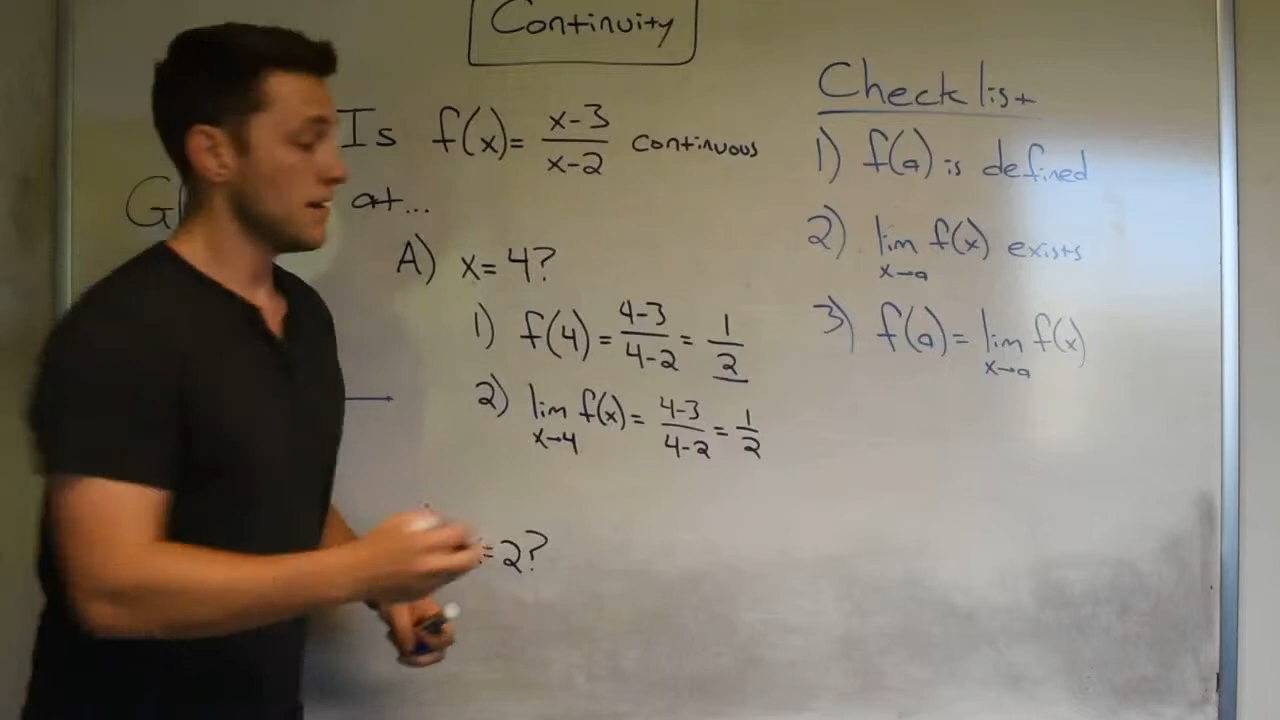 Continuity
Is f(x)= x-3 / x-2 continuous
at...
A) x=4?
1) f(4) = 4-3 / 4-2 = 1/2
2) lim x→4 f(x) = 4-3 / 4-2 = 1/2
=2?
Checklist
1) f(a) is defined
2) lim x→a f(x) exists
3) f(a) = lim x→a f(x)